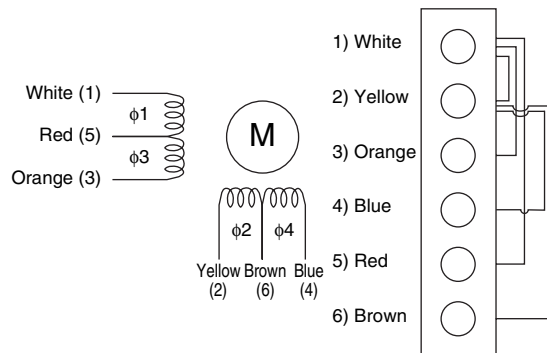 White (1)
φ1
Red (5)
φ3
Orange (3)
M
φ2 φ4
Yellow Brown Blue
(2) (6) (4)
1) White
2) Yellow
3) Orange
4) Blue
5) Red
6) Brown